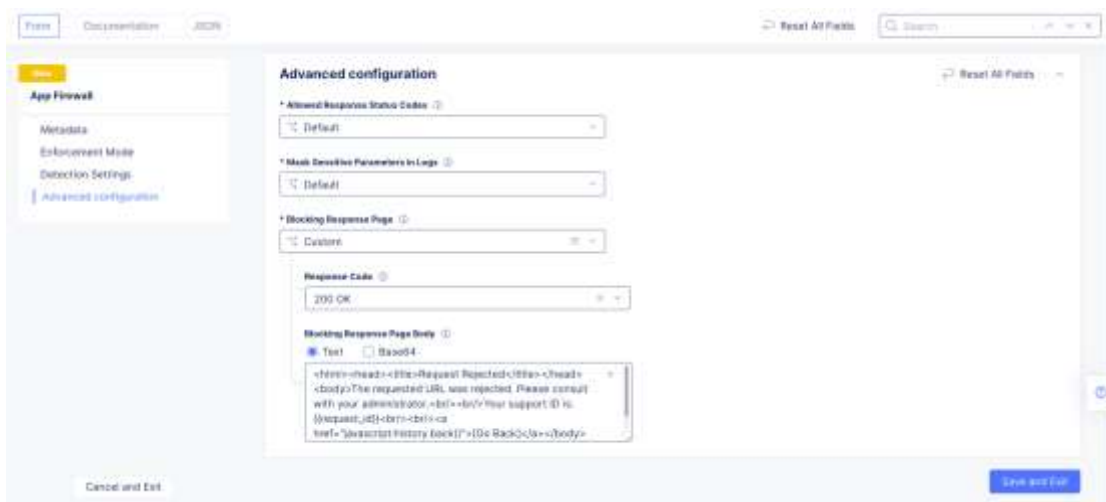 Form
Documentation
JSON
Reset All Fields
Search
New
App Firewall
Metadata
Enforcement Mode
Detection Settings
Advanced configuration
Advanced configuration
Reset All Fields
* Allowed Response Status Codes
Default
* Mask Sensitive Parameters in Logs
Default
* Blocking Response Page
Custom
Response Code
200 OK
Blocking Response Page Body
Text
Base64
<html><head><title>Request Rejected</title></head>
<body>The requested URL was rejected. Please consult
with your administrator.<br/><br/>Your support ID is:
{{request_id}}<br/><br/><a
href="javascript:history.back()">[Go Back]</a></body>
Cancel and Exit
Save and Exit